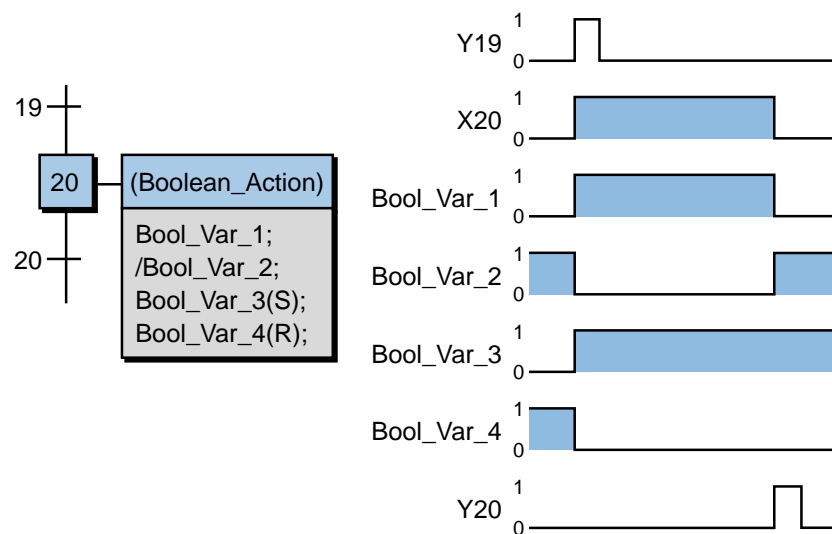 19
20
(Boolean_Action)
Bool_Var_1;
/Bool_Var_2;
Bool_Var_3(S);
Bool_Var_4(R);
20
Y19
1
0
X20
1
0
Bool_Var_1
1
0
Bool_Var_2
1
0
Bool_Var_3
1
0
Bool_Var_4
1
0
Y20
1
0